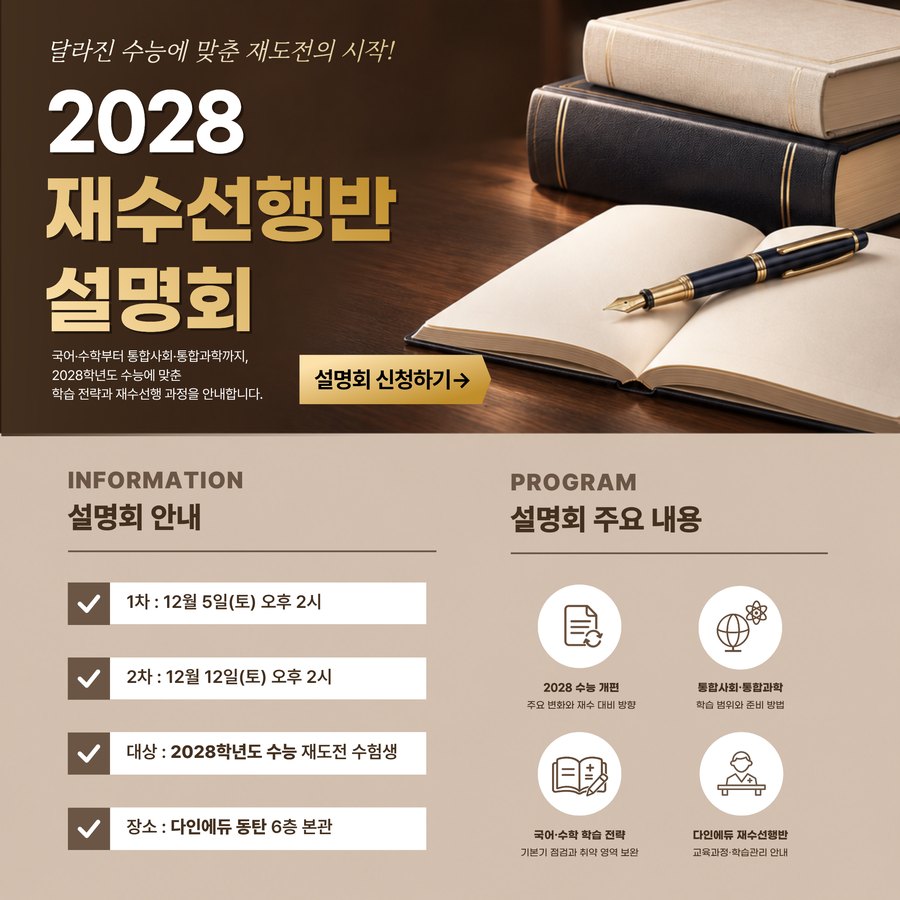 달라진 수능에 맞춘 재도전의 시작!
2028
재수선행반
설명회
국어·수학부터 통합사회·통합과학까지,
2028학년도 수능에 맞춘
학습 전략과 재수선행 과정을 안내합니다.
설명회 신청하기→
INFORMATION
설명회 안내
1차 : 12월 5일(토) 오후 2시
2차 : 12월 12일(토) 오후 2시
대상 : 2028학년도 수능 재도전 수험생
장소 : 다인에듀 동탄 6층 본관
PROGRAM
설명회 주요 내용
2028 수능 개편
주요 변화와 재수 대비 방향
통합사회·통합과학
학습 범위와 준비 방법
국어·수학 학습 전략
기본기 점검과 취약 영역 보완
다인에듀 재수선행반
교육과정·학습관리 안내